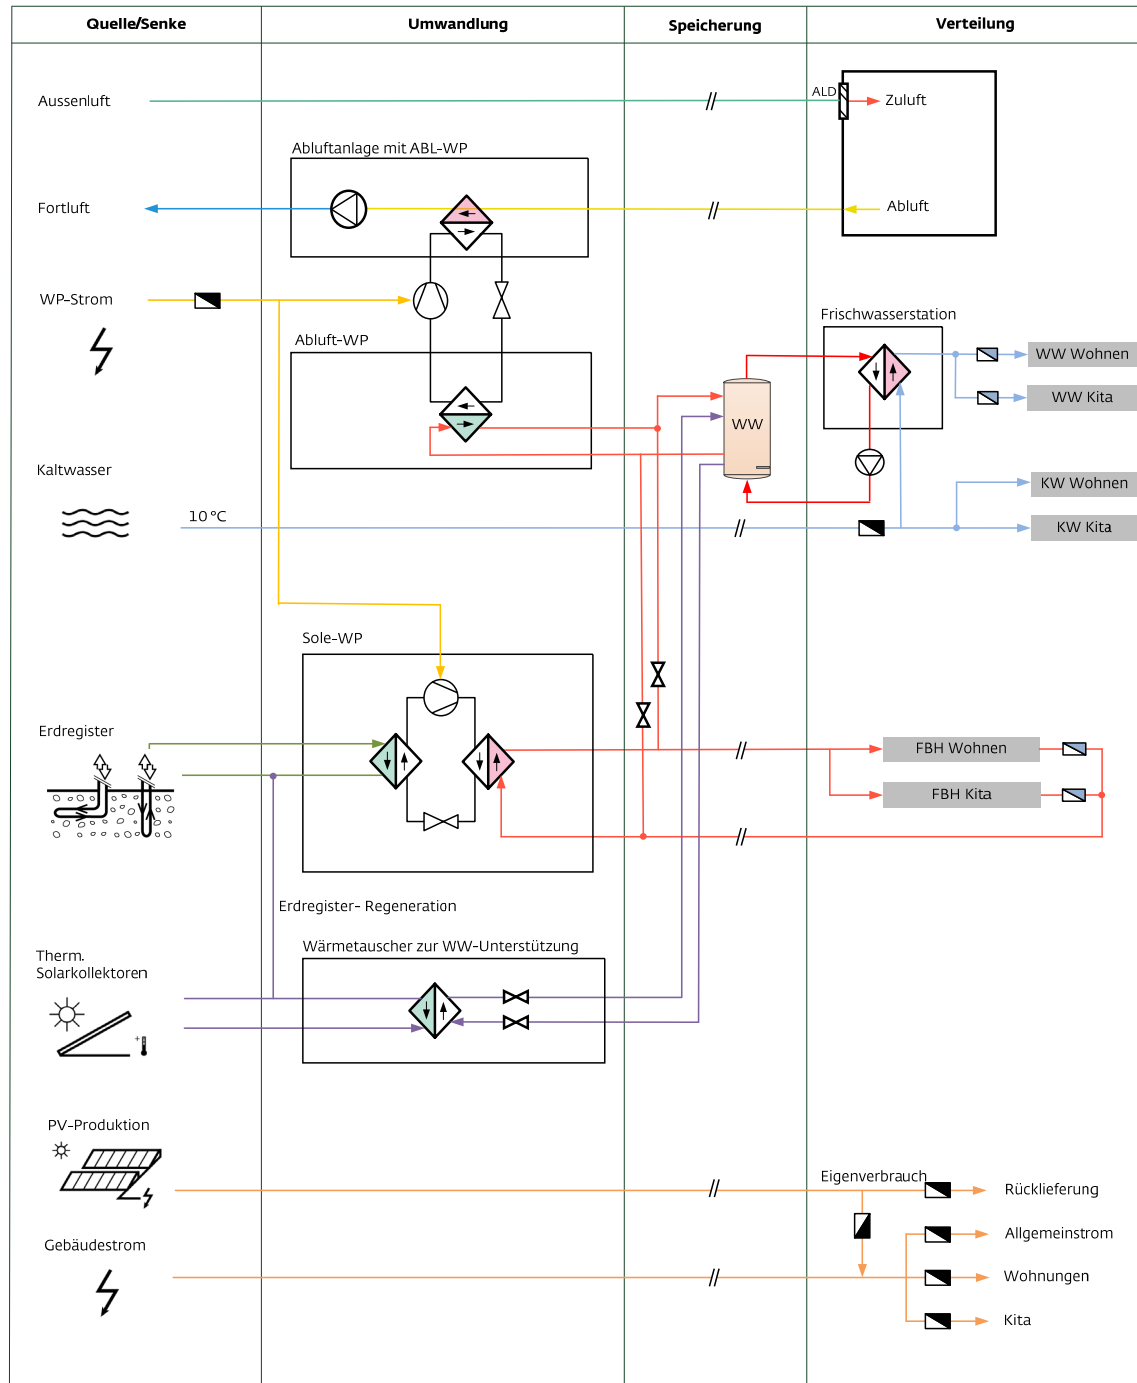 Quelle/Senke
Umwandlung
Speicherung
Verteilung
Aussenluft
ALD
Zuluft
Abluftanlage mit ABL-WP
Fortluft
Abluft
WP-Strom
Frischwasserstation
Abluft-WP
WW Wohnen
WW Kita
WW
Kaltwasser
KW Wohnen
10 °C
KW Kita
Sole-WP
Erdregister
FBH Wohnen
FBH Kita
Erdregister- Regeneration
Wärmetauscher zur WW-Unterstützung
Therm.
Solarkollektoren
PV-Produktion
Eigenverbrauch
Rücklieferung
Gebäudestrom
Allgemeinstrom
Wohnungen
Kita